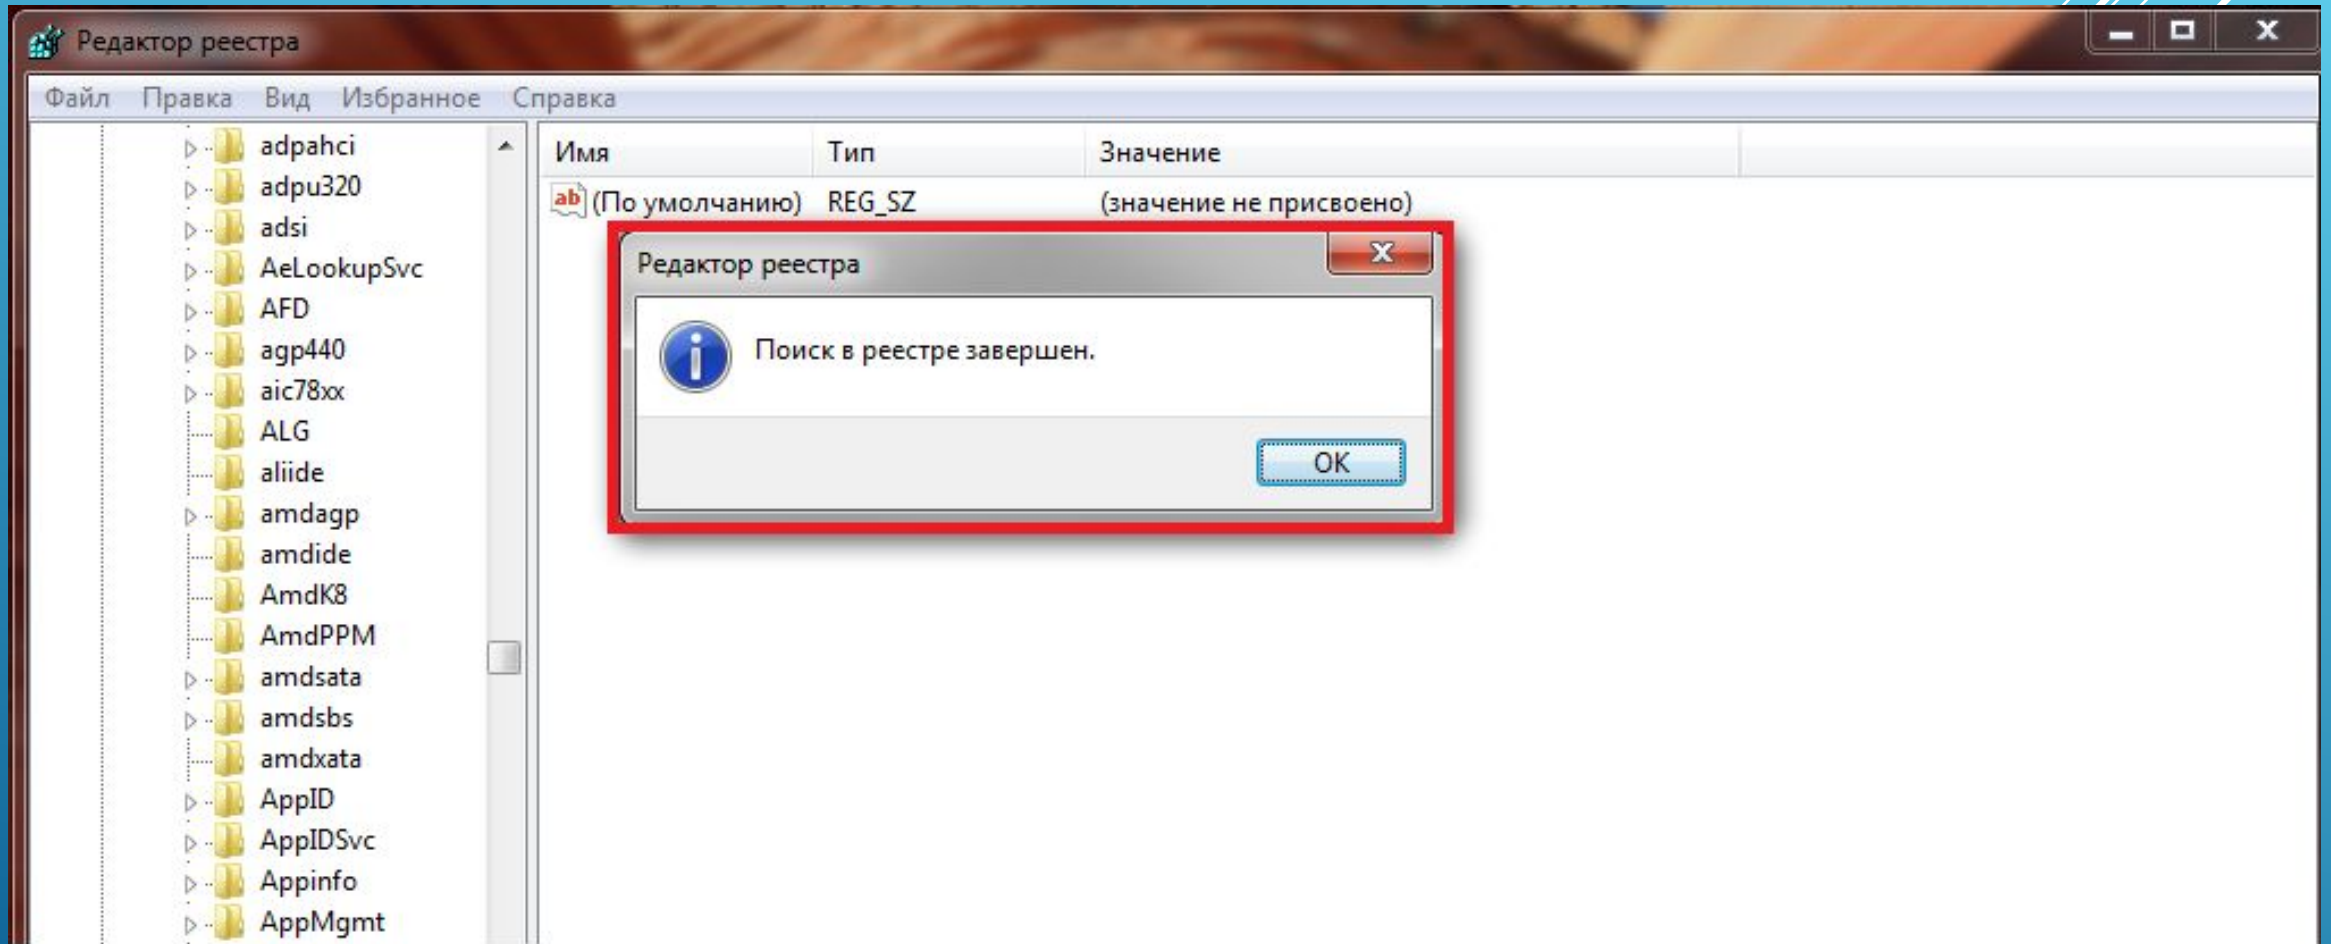 Редактор реестра
Файл Правка Вид Избранное Справка
adpahci
adpu320
adsi
AeLookupSvc
AFD
agp440
aic78xx
ALG
aliide
amdagp
amdide
AmdK8
AmdPPM
amdsata
amdsbs
amdxata
AppID
AppIDSvc
Appinfo
AppMgmt
Имя Тип Значение
ab (По умолчанию) REG_SZ (значение не присвоено)
Редактор реестра
Поиск в реестре завершен.
ОК